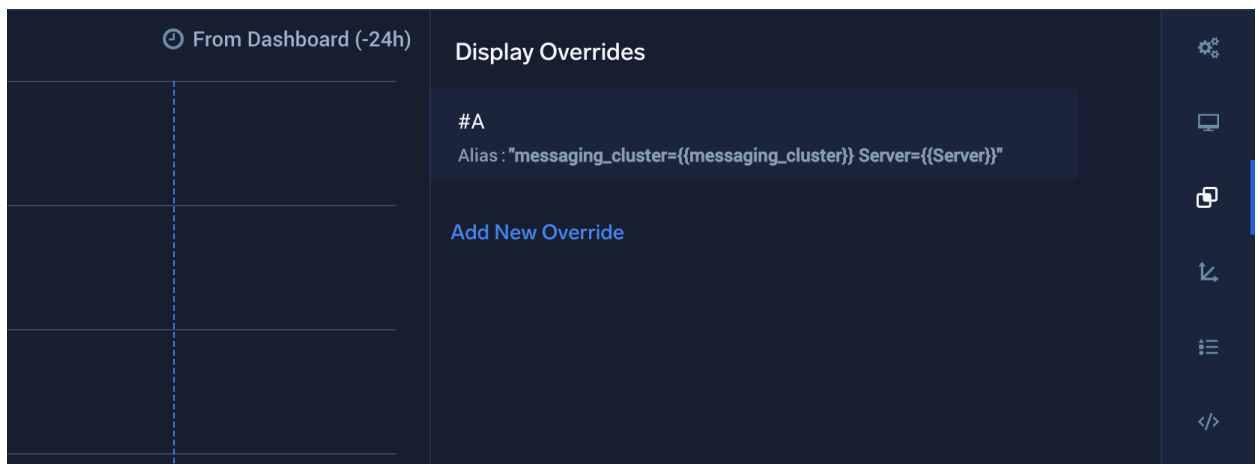 From Dashboard (-24h)
Display Overrides
#A
Alias : "messaging_cluster={{messaging_cluster}} Server={{Server}}"
Add New Override